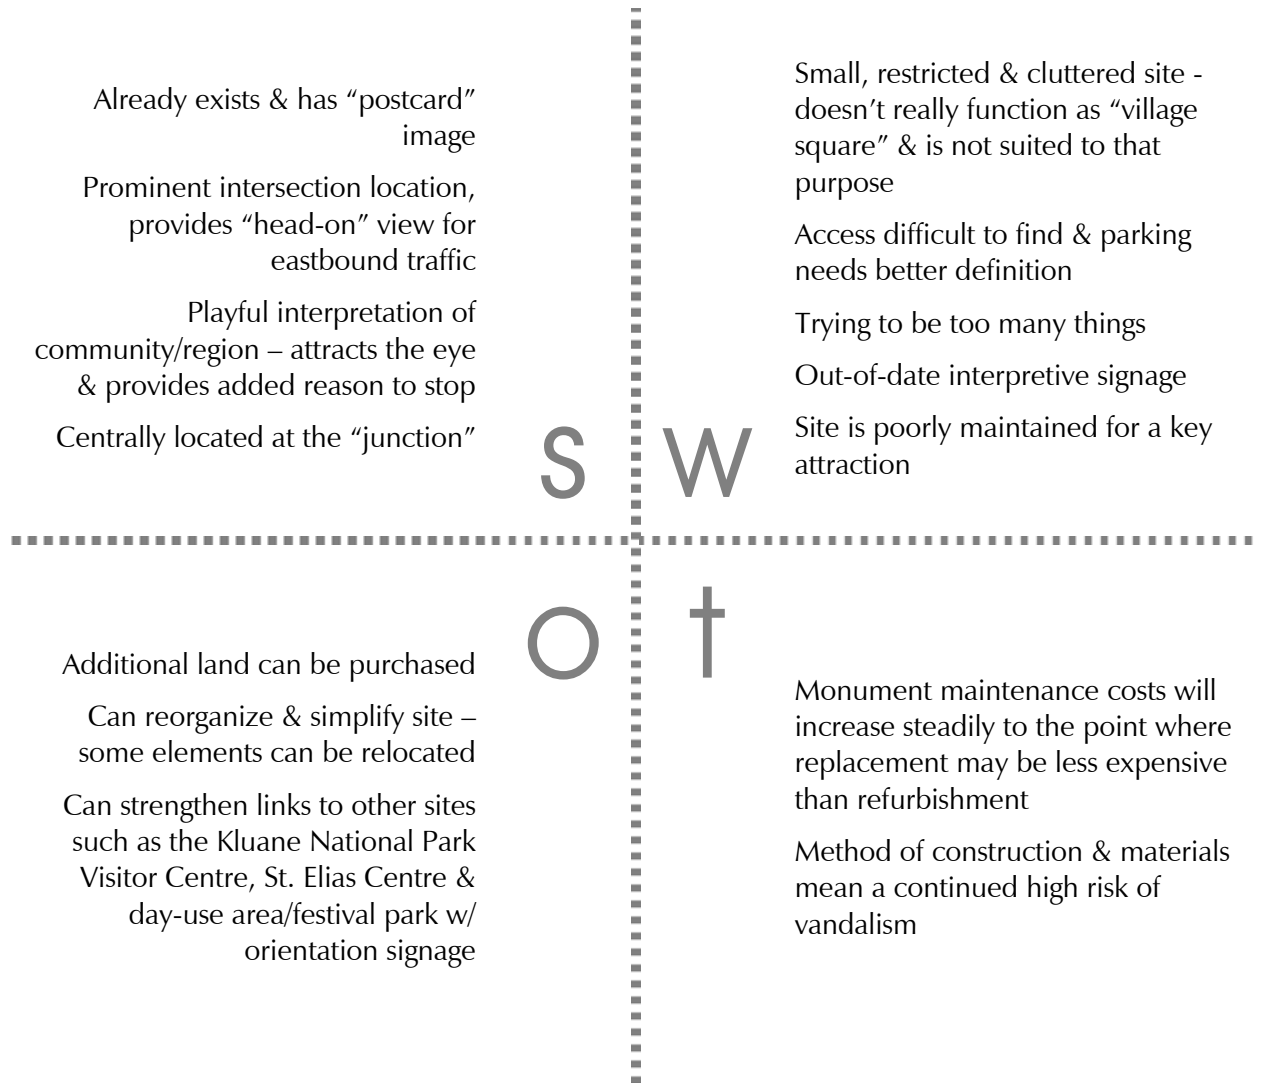 Already exists & has “postcard”
image
Prominent intersection location,
provides “head-on” view for
eastbound traffic
Playful interpretation of
community/region – attracts the eye
& provides added reason to stop
Centrally located at the “junction”
s
w
Small, restricted & cluttered site -
doesn’t really function as “village
square” & is not suited to that
purpose
Access difficult to find & parking
needs better definition
Trying to be too many things
Out-of-date interpretive signage
Site is poorly maintained for a key
attraction
o
t
Additional land can be purchased
Can reorganize & simplify site –
some elements can be relocated
Can strengthen links to other sites
such as the Kluane National Park
Visitor Centre, St. Elias Centre &
day-use area/festival park w/
orientation signage
Monument maintenance costs will
increase steadily to the point where
replacement may be less expensive
than refurbishment
Method of construction & materials
mean a continued high risk of
vandalism